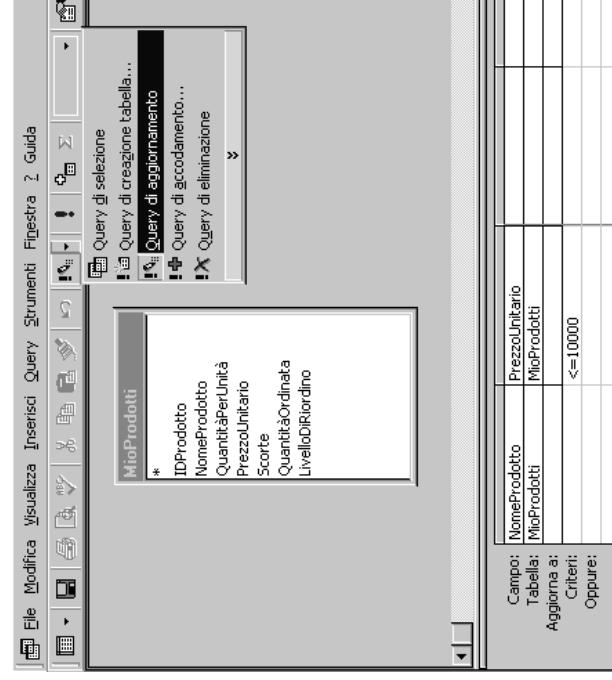 File Modifica Visualizza Inserisci Query Strumenti Finestra ? Guida
Query di selezione
Query di creazione tabella...
Query di aggiornamento
Query di accodamento...
Query di eliminazione
MioProdotti
*
IDProdotto
NomeProdotto
QuantitàPerUnità
PrezzoUnitario
Scorte
QuantitàOrdinata
LivelloDiRiordino
Campo: NomeProdotto PrezzoUnitario
Tabella: MioProdotti MioProdotti
Aggiorna a:
Criteri: <=10000
Oppure: